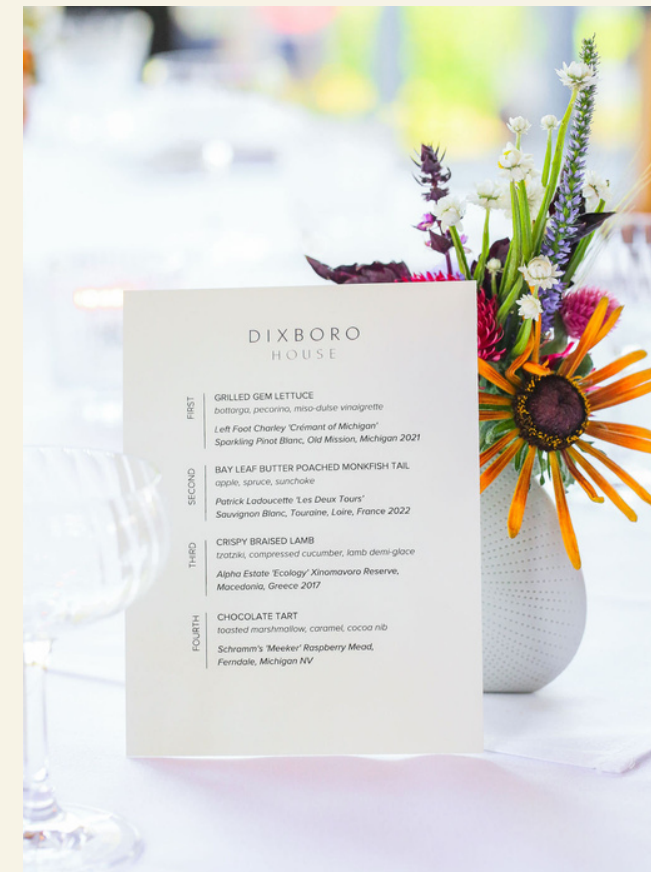 DIXBORO
HOUSE
FIRST
GRILLED GEM LETTUCE
bottarga, pecorino, miso-dulse vinaigrette
Left Foot Charley 'Crémant of Michigan'
Sparkling Pinot Blanc, Old Mission, Michigan 2021
SECOND
BAY LEAF BUTTER POACHED MONKFISH TAIL
apple, spruce, sunchoke
Patrick Ladoucette 'Les Deux Tours'
Sauvignon Blanc, Touraine, Loire, France 2022
THIRD
CRISPY BRAISED LAMB
tzatziki, compressed cucumber, lamb demi-glace
Alpha Estate 'Ecology' Xinomavoro Reserve,
Macedonia, Greece 2017
FOURTH
CHOCOLATE TART
toasted marshmallow, caramel, cocoa nib
Schramm's 'Meeker' Raspberry Mead,
Ferndale, Michigan NV